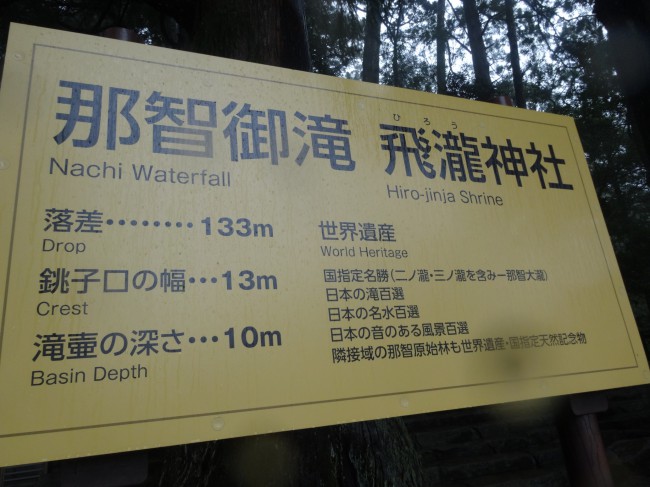 那智御滝
Nachi Waterfall
ひろう
飛瀧神社
Hiro-jinja Shrine
落差・・・・・・・・133m
Drop
銚子口の幅・・・13m
Crest
滝壷の深さ・・・10m
Basin Depth
世界遺産
World Heritage
国指定名勝(二ノ瀧・三ノ瀧を含み一那智大瀧)
日本の滝百選
日本の名水百選
日本の音のある風景百選
隣接域の那智原始林も世界遺産・国指定天然記念物